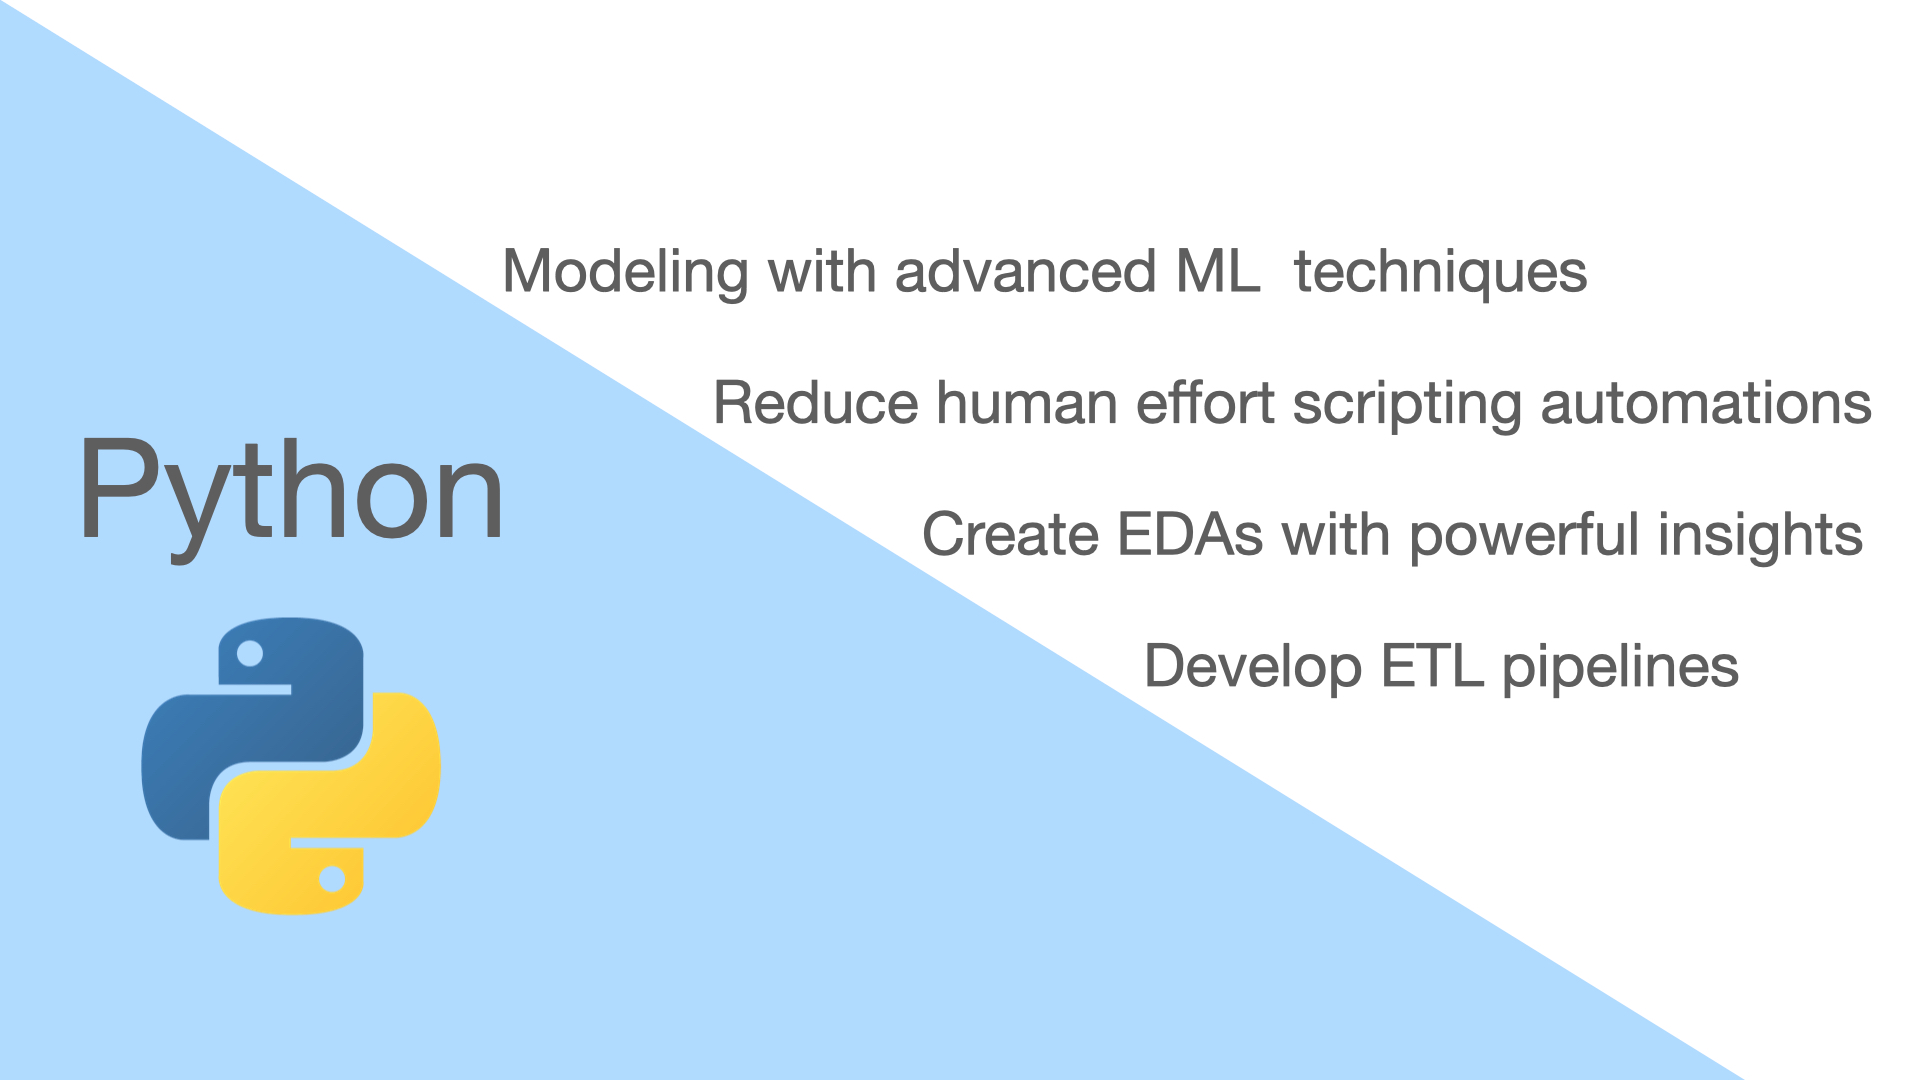 Modeling with advanced ML  techniques
Reduce human effort scripting automations
Python
Create EDAs with powerful insights
Develop ETL pipelines